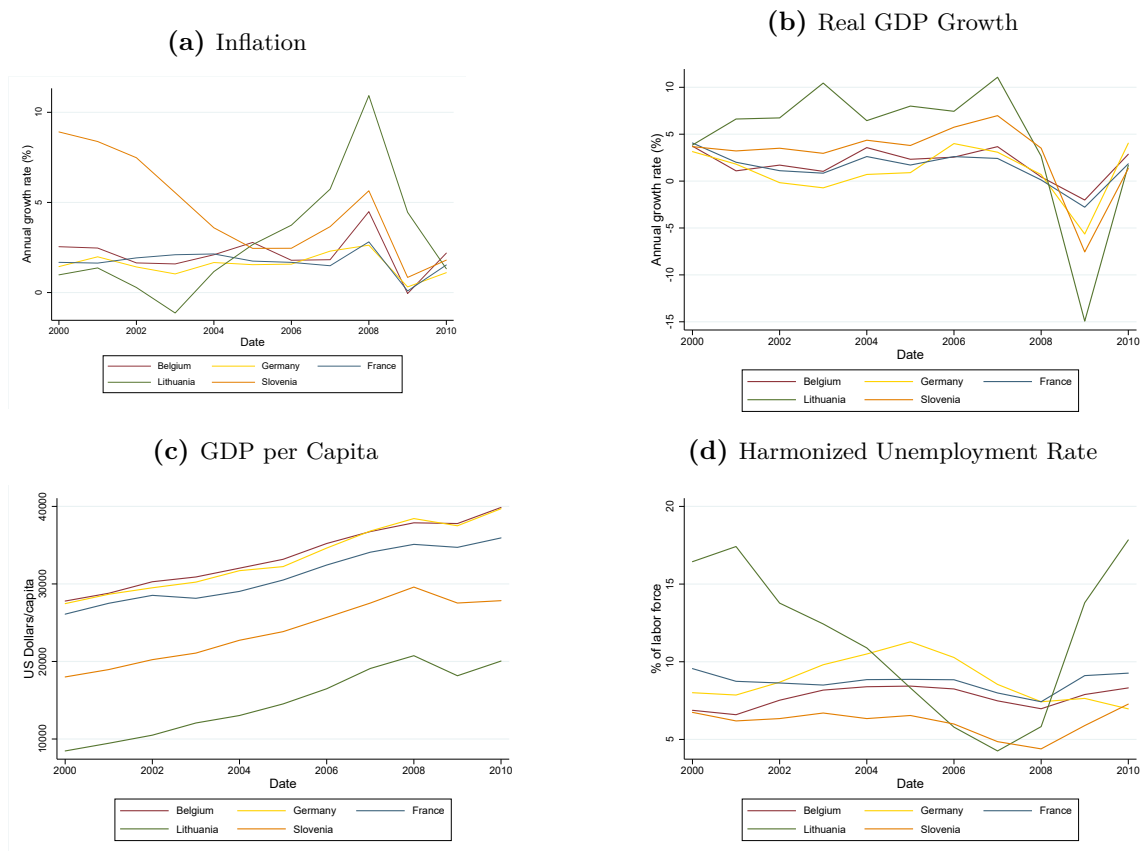 (a) Inflation
Annual growth rate (%)
10
5
0
2000 2002 2004 2006 2008 2010
Date
Belgium Germany France
Lithuania Slovenia
(b) Real GDP Growth
Annual growth rate (%)
10
5
0
-5
-10
-15
2000 2002 2004 2006 2008 2010
Date
Belgium Germany France
Lithuania Slovenia
(c) GDP per Capita
US Dollars/capita
40000
30000
20000
10000
2000 2002 2004 2006 2008 2010
Date
Belgium Germany France
Lithuania Slovenia
(d) Harmonized Unemployment Rate
% of labor force
20
15
10
5
2000 2002 2004 2006 2008 2010
Date
Belgium Germany France
Lithuania Slovenia